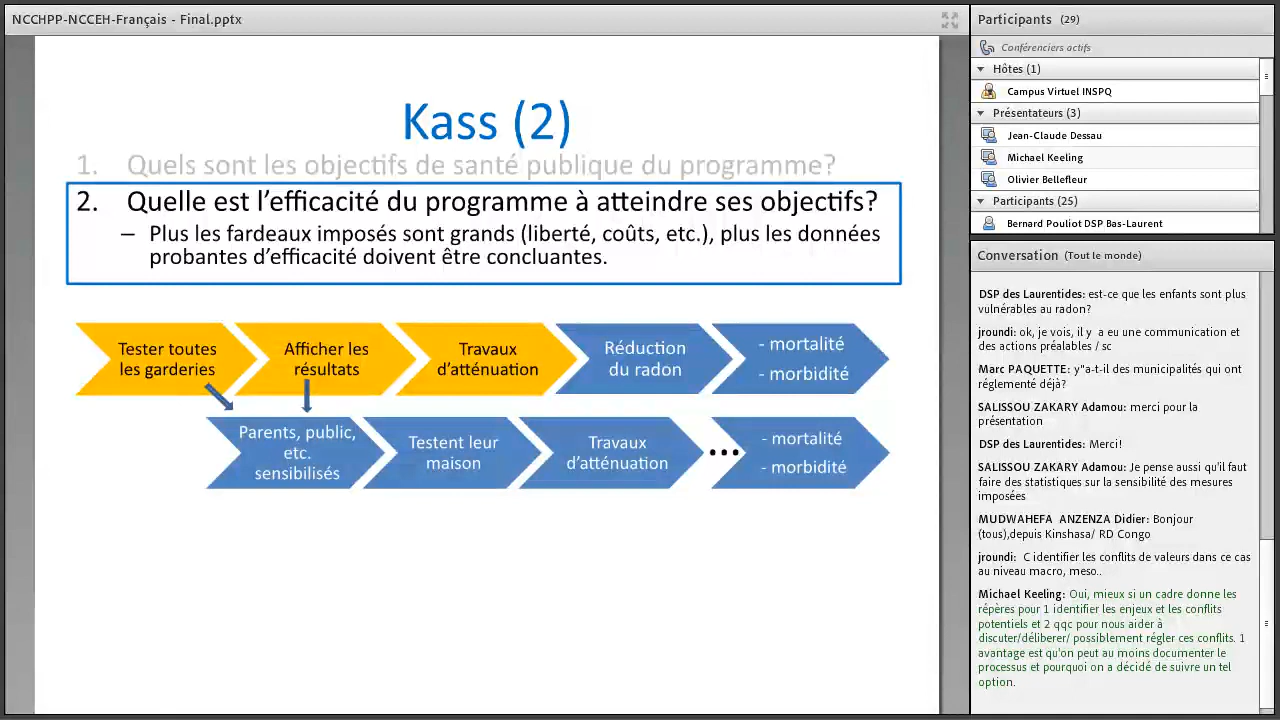 NCCHPP-NCCEH-Français - Final.pptx
Kass (2)
1. Quels sont les objectifs de santé publique du programme?
2. Quelle est l'efficacité du programme à atteindre ses objectifs?
– Plus les fardeaux imposés sont grands (liberté, coûts, etc.), plus les données
probantes d'efficacité doivent être concluantes.
Tester toutes
les garderies
Afficher les
résultats
Travaux
d'atténuation
Réduction
du radon
- mortalité
- morbidité
Parents, public,
etc.
sensibilisés
Testent leur
maison
Travaux
d'atténuation
...
- mortalité
- morbidité
Participants (29)
Conférenciers actifs
Hôtes (1)
Campus Virtuel INSPQ
Présentateurs (3)
Jean-Claude Dessau
Michael Keeling
Olivier Bellefleur
Participants (25)
Bernard Pouliot DSP Bas-Laurent
Conversation (Tout le monde)
DSP des Laurentides: est-ce que les enfants sont plus
vulnérables au radon?
jroundi: ok, je vois, il y a eu une communication et
des actions préalables / sc
Marc PAQUETTE: y"a-t-il des municipalités qui ont
réglementé déjà?
SALISSOU ZAKARY Adamou: merci pour la
présentation
DSP des Laurentides: Merci!
SALISSOU ZAKARY Adamou: Je pense aussi qu'il faut
faire des statistiques sur la sensibilité des mesures
imposées
MUDWAHEFA ANZENZA Didier: Bonjour
(tous),depuis Kinshasa/ RD Congo
jroundi: C identifier les conflits de valeurs dans ce cas
au niveau macro, meso..
Michael Keeling: Oui, mieux si un cadre donne les
répères pour 1 identifier les enjeux et les conflits
potentiels et 2 qqc pour nous aider à
discuter/déliberer/ possiblement régler ces conflits. 1
avantage est qu'on peut au moins documenter le
processus et pourquoi on a décidé de suivre un tel
option.